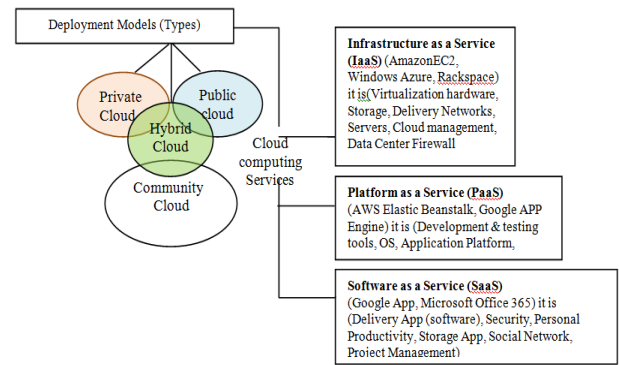 Deployment Models (Types)
Private
Cloud
Public
cloud
Hybrid
Cloud
Community
Cloud
Cloud
computing
Services
Infrastructure as a Service
(IaaS) (AmazonEC2,
Windows Azure, Rackspace)
it is(Virtualization hardware,
Storage, Delivery Networks,
Servers, Cloud management,
Data Center Firewall
Platform as a Service (PaaS)
(AWS Elastic Beanstalk, Google APP
Engine) it is (Development & testing
tools, OS, Application Platform,
Software as a Service (SaaS)
(Google App, Microsoft Office 365) it is
(Delivery App (software), Security, Personal
Productivity, Storage App, Social Network,
Project Management)